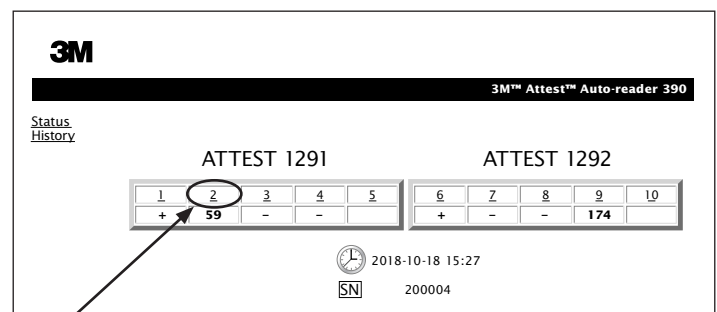 3M
3M™ Attest™ Auto-reader 390
Status
History
ATTEST 1291 ATTEST 1292
1 2 3 4 5 6 7 8 9 10
+ 59 – – + – – 174
2018-10-18 15:27
SN 200004